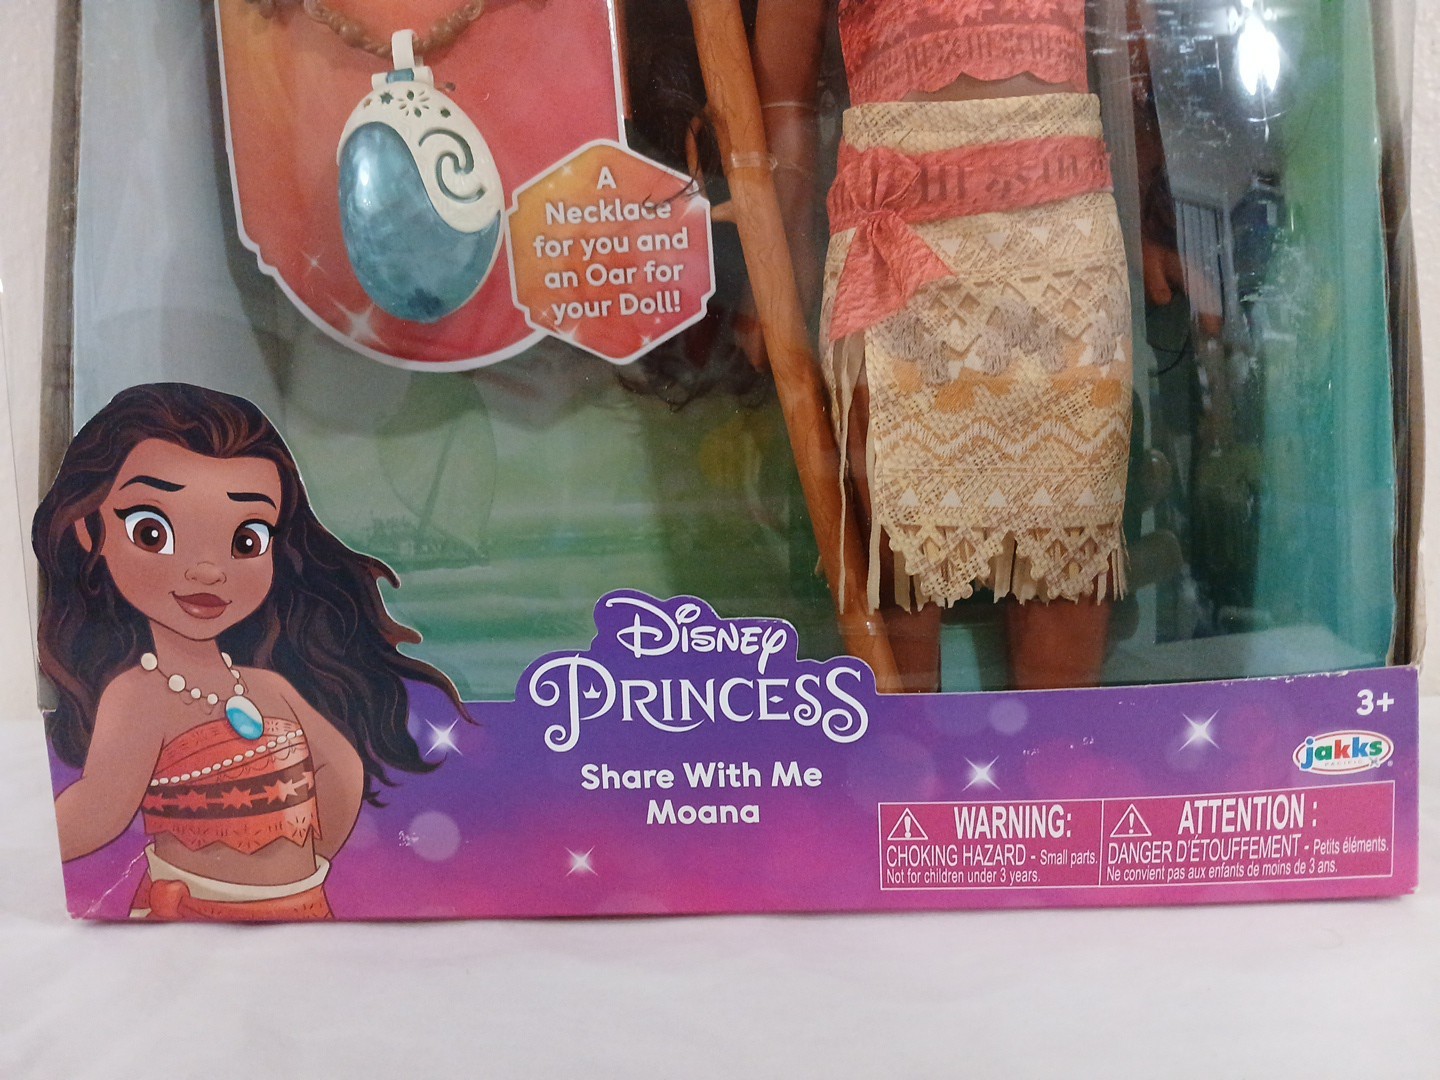 A
Necklace
for you and
an Oar for
your Doll!
Disney
PRINCESS
Share With Me
Moana
3+
jakks
PACIFIC
®
WARNING:
CHOKING HAZARD - Small parts.
Not for children under 3 years.
ATTENTION :
DANGER D'ÉTOUFFEMENT - Petits éléments.
Ne convient pas aux enfants de moins de 3 ans.